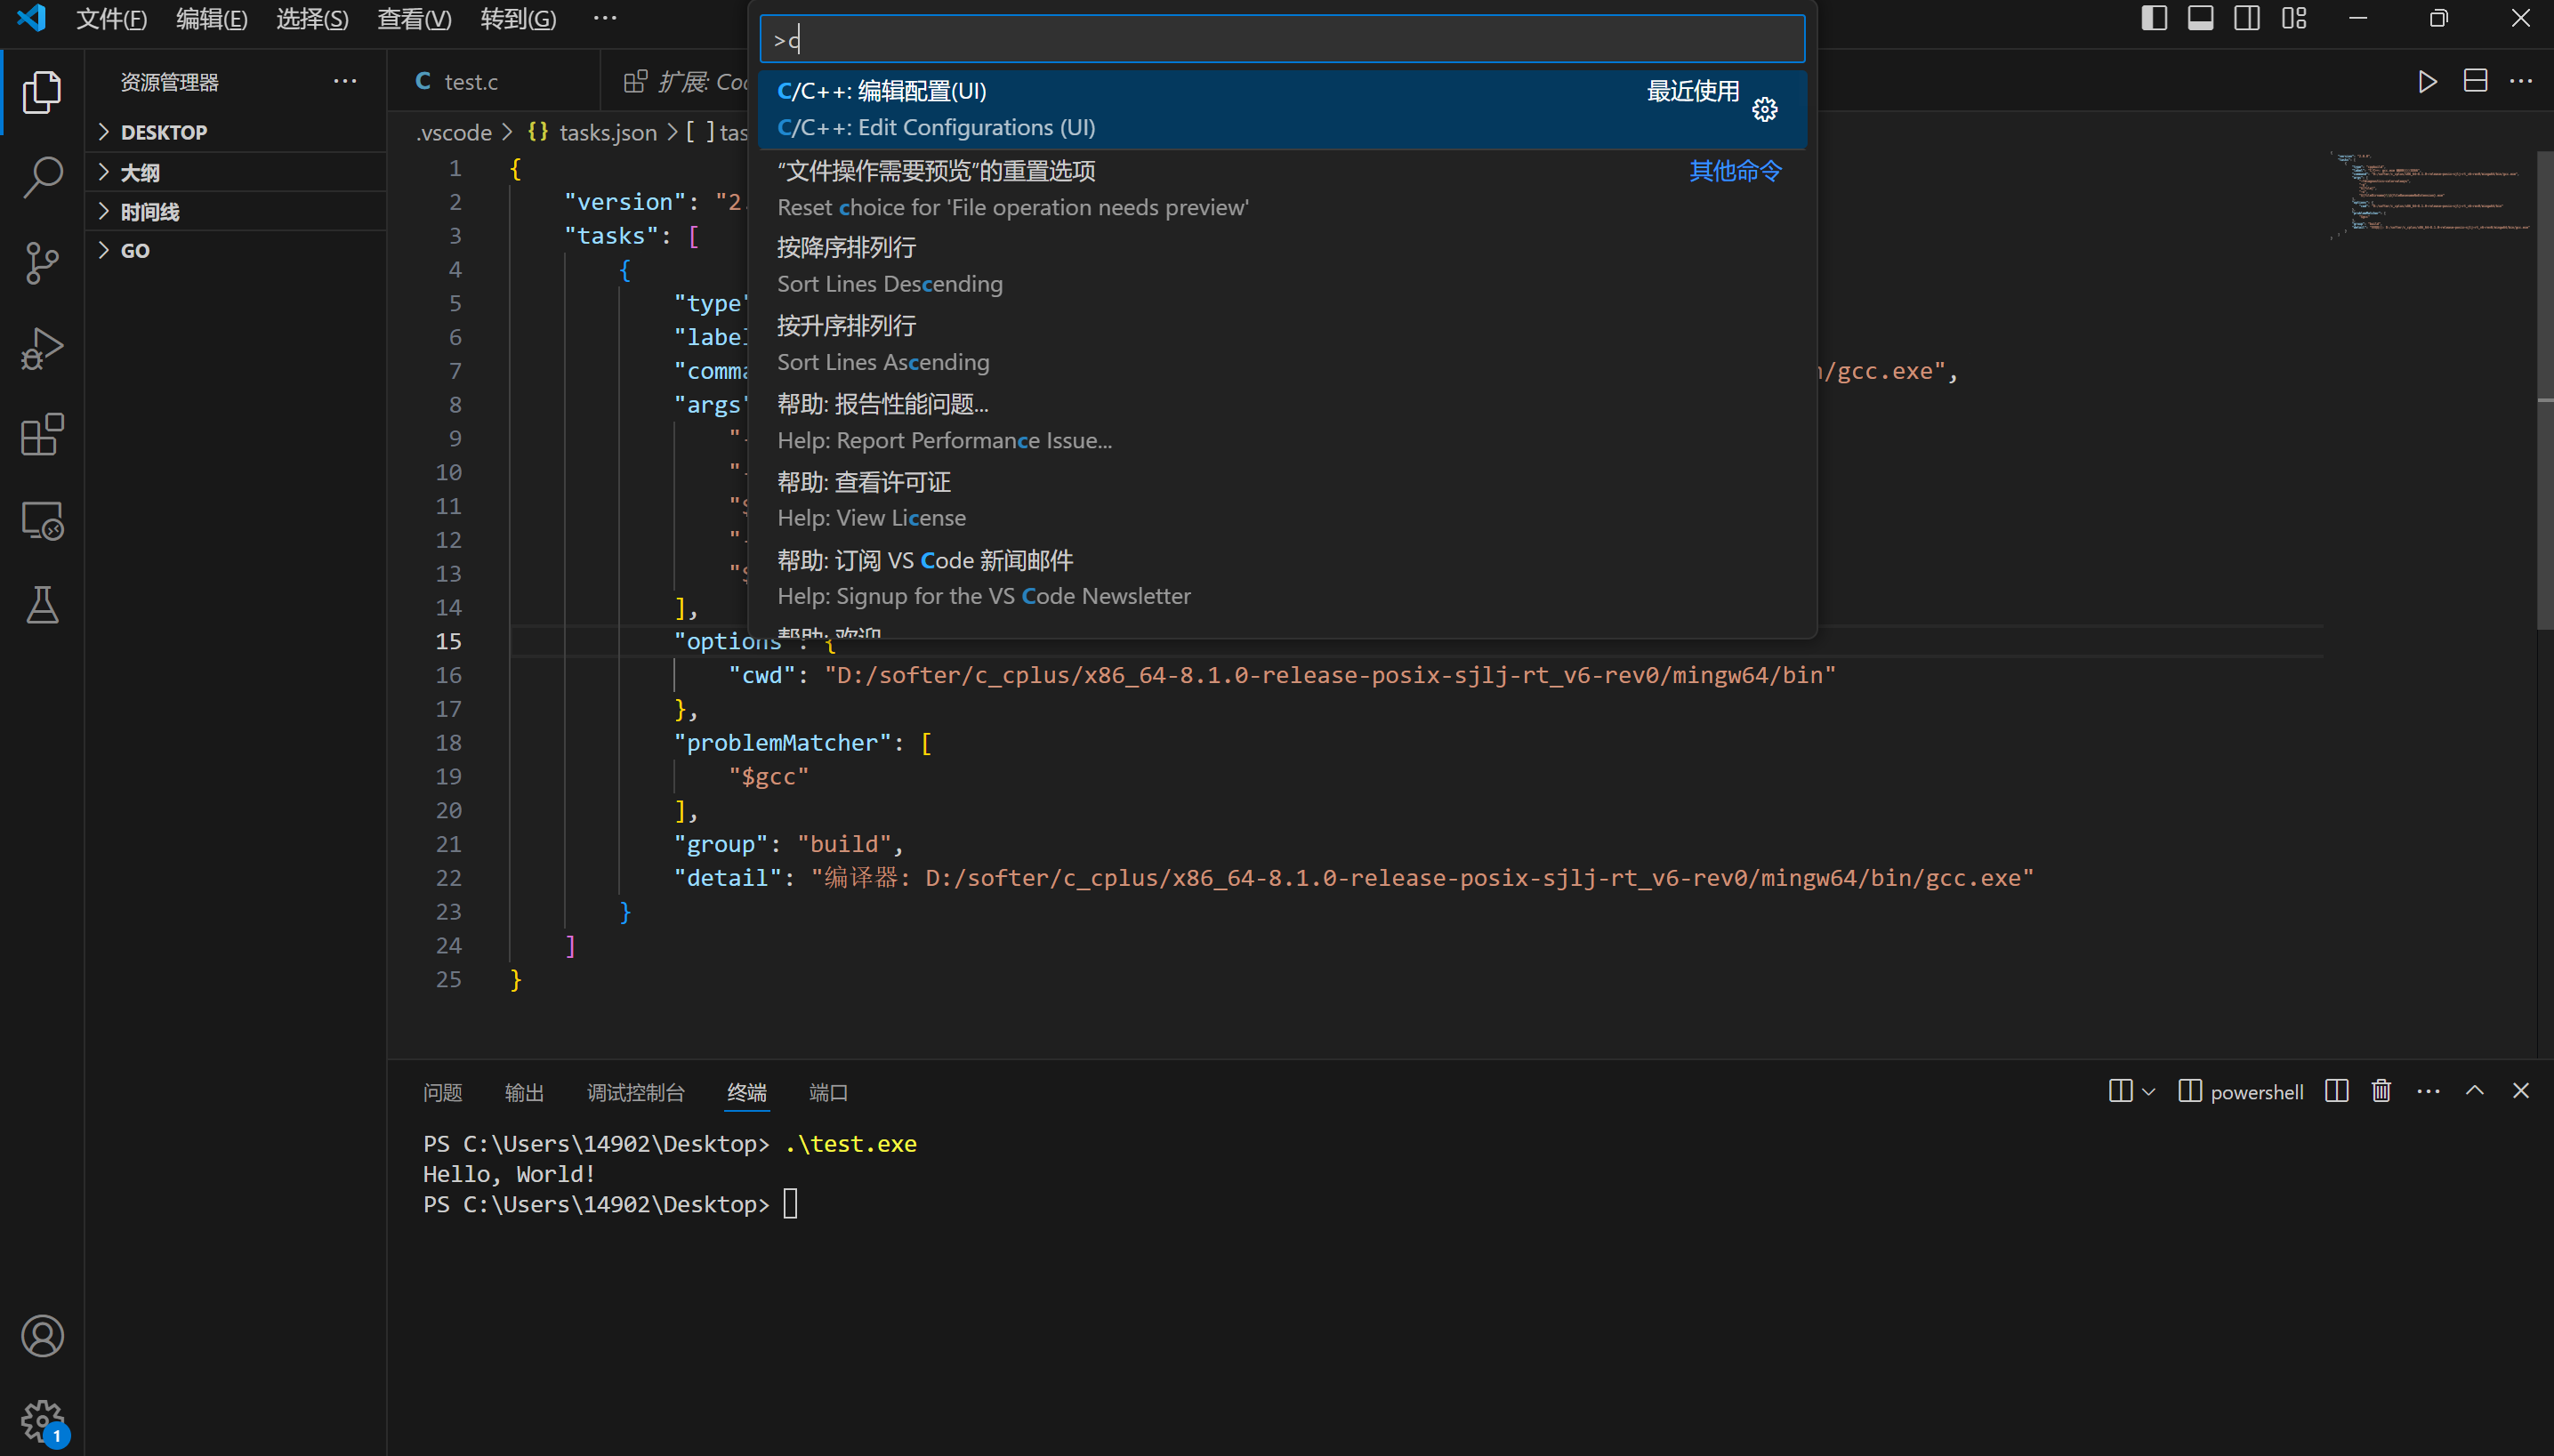 文件(F) 编辑(E) 选择(S) 查看(V) 转到(G) ···
>c
C/C++: 编辑配置(UI) 最近使用
C/C++: Edit Configurations (UI)
“文件操作需要预览”的重置选项 其他命令
Reset choice for 'File operation needs preview'
按降序排列行
Sort Lines Descending
按升序排列行
Sort Lines Ascending
帮助: 报告性能问题...
Help: Report Performance Issue...
帮助: 查看许可证
Help: View License
帮助: 订阅 VS Code 新闻邮件
Help: Signup for the VS Code Newsletter
帮助: 欢迎
资源管理器 ···
DESKTOP
大纲
时间线
GO
test.c 扩展: Coc
.vscode > {} tasks.json > [ ] tas
1 {
2 "version": "2.
3 "tasks": [
4 {
5 "type"
6 "label
7 "comma n/gcc.exe",
8 "args"
9 "-
10 "-
11 "$
12 "-
13 "$
14 ],
15 "options": {
16 "cwd": "D:/softer/c_cplus/x86_64-8.1.0-release-posix-sjlj-rt_v6-rev0/mingw64/bin"
17 },
18 "problemMatcher": [
19 "$gcc"
20 ],
21 "group": "build",
22 "detail": "编译器: D:/softer/c_cplus/x86_64-8.1.0-release-posix-sjlj-rt_v6-rev0/mingw64/bin/gcc.exe"
23 }
24 ]
25 }
问题 输出 调试控制台 终端 端口 powershell
PS C:\Users\14902\Desktop> .\test.exe
Hello, World!
PS C:\Users\14902\Desktop>
1